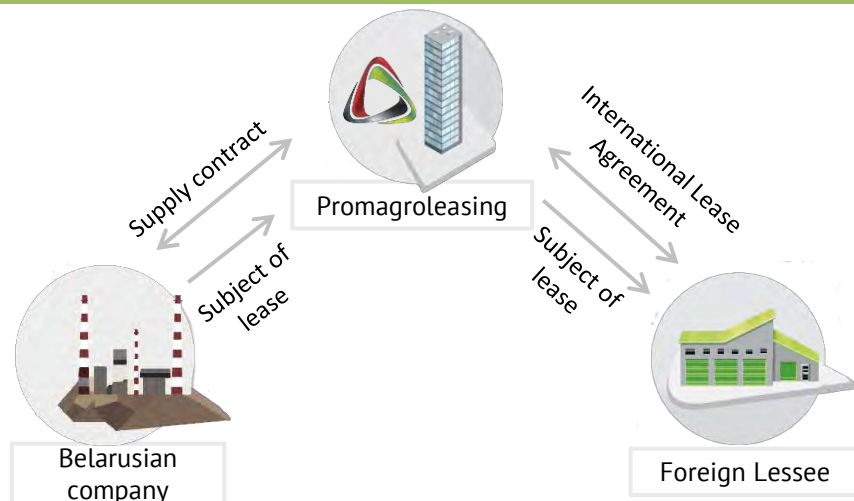 Supply contract
Subject of
lease
Promagroleasing
International Lease
Agreement
Subject of
lease
Belarusian
company
Foreign Lessee